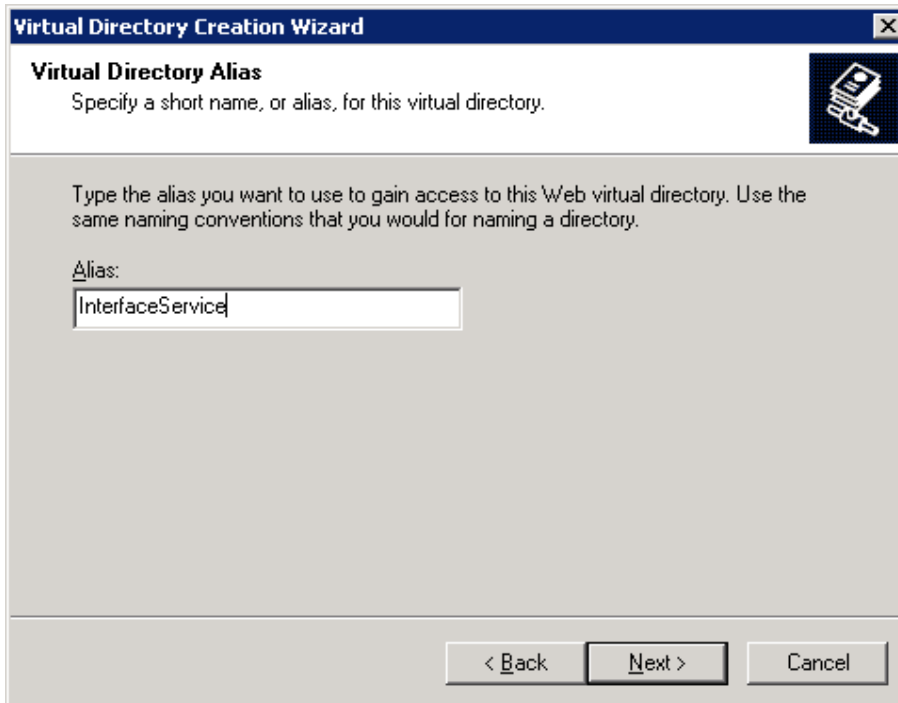 Virtual Directory Creation Wizard
Virtual Directory Alias
Specify a short name, or alias, for this virtual directory.
Type the alias you want to use to gain access to this Web virtual directory. Use the
same naming conventions that you would for naming a directory.
Alias:
InterfaceService
< Back
Next >
Cancel